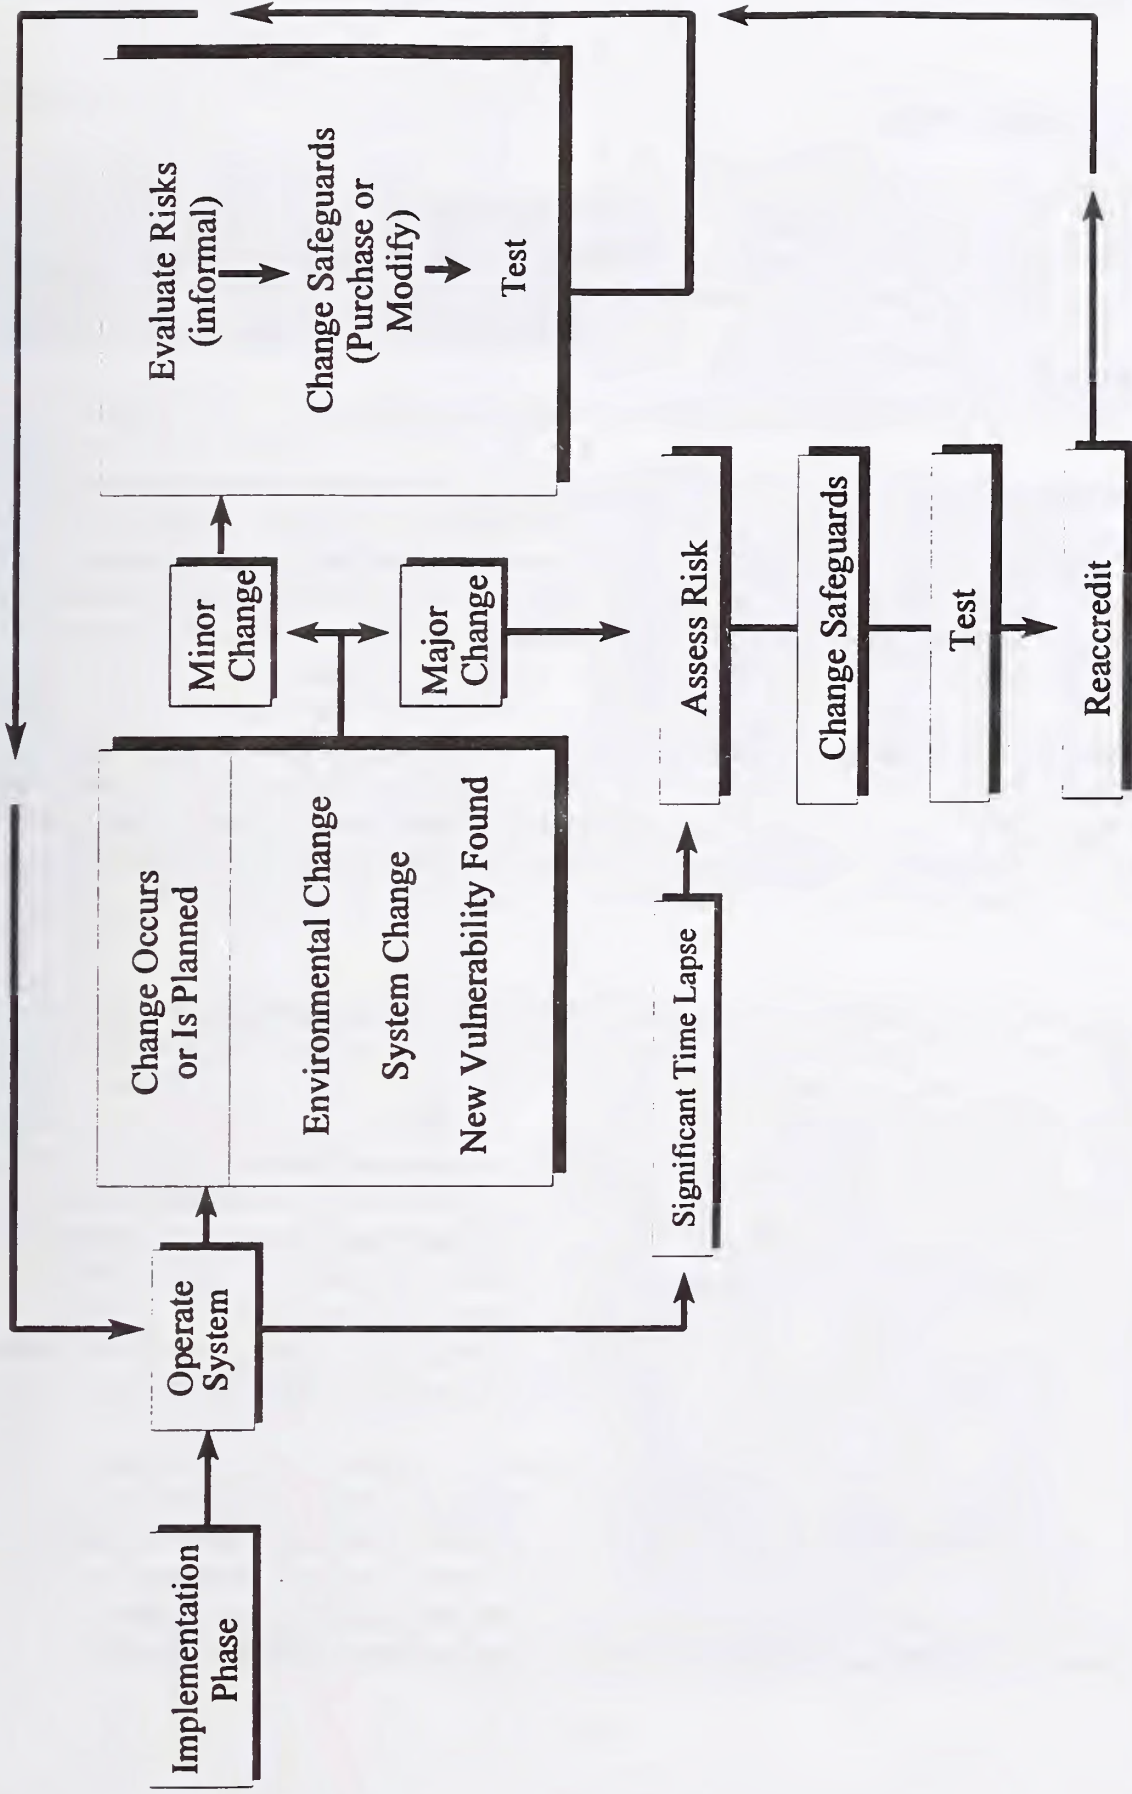 Implementation
Phase
Operate
System
Change Occurs
or Is Planned
Environmental Change
System Change
New Vulnerability Found
Minor
Change
Major
Change
Evaluate Risks
(informal)
Change Safeguards
(Purchase or
Modify)
Test
Significant Time Lapse
Assess Risk
Change Safeguards
Test
Reaccredit